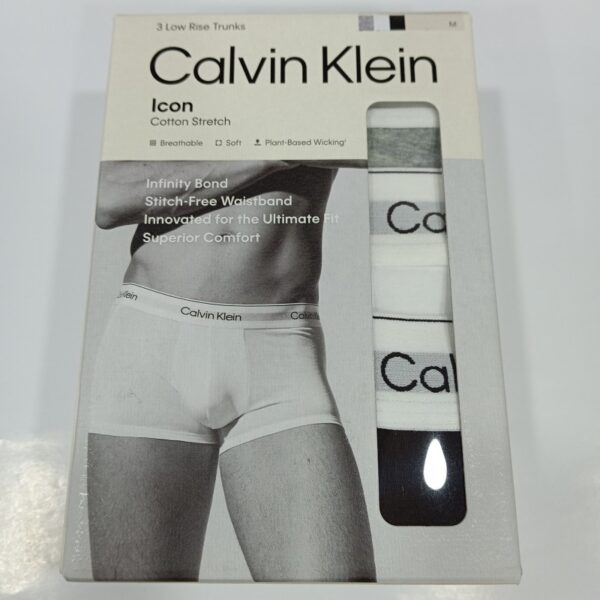 3 Low Rise Trunks
M
Calvin Klein
Icon
Cotton Stretch
Breathable
Soft
Plant-Based Wicking¹
Infinity Bond
Stitch-Free Waistband
Innovated for the Ultimate Fit
Superior Comfort
Ca
Klein
Calvin Klein
Calvin K
Cal